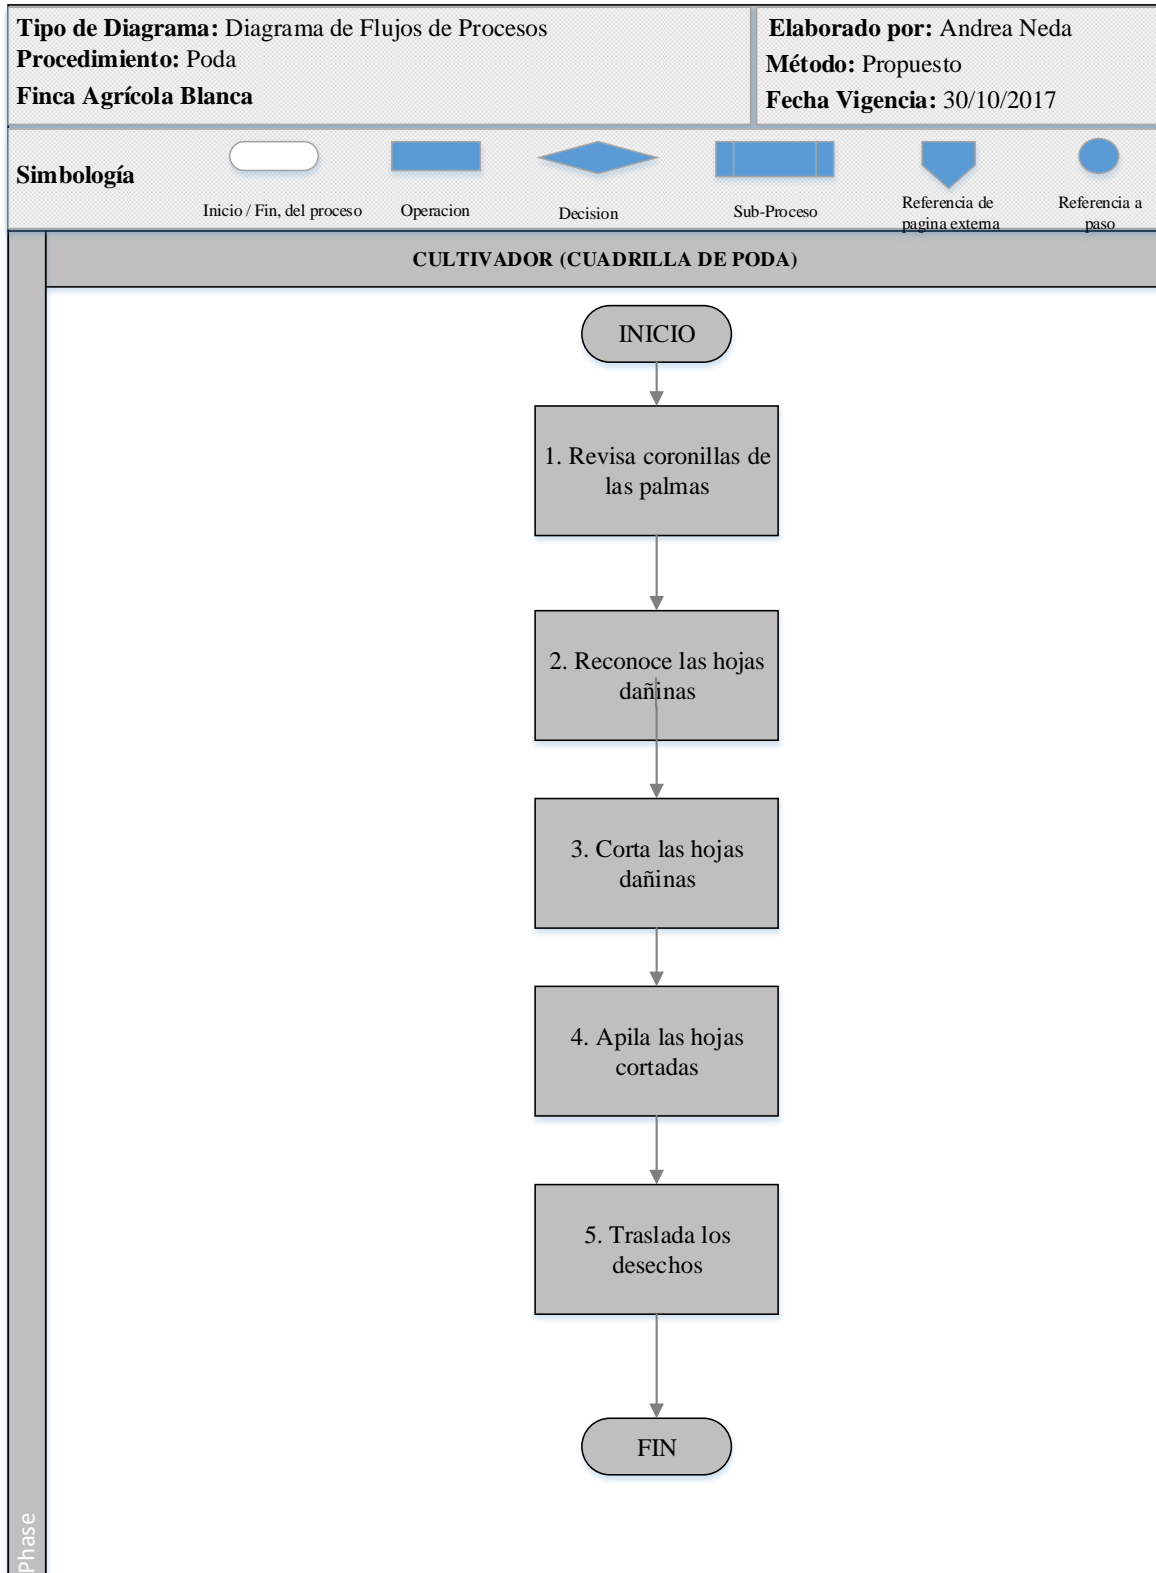 Tipo de Diagrama: Diagrama de Flujos de Procesos
Procedimiento: Poda
Finca Agrícola Blanca
Elaborado por: Andrea Neda
Método: Propuesto
Fecha Vigencia: 30/10/2017
Simbología
Inicio / Fin, del proceso
Operacion
Decision
Sub-Proceso
Referencia de
pagina externa
Referencia a
paso
CULTIVADOR (CUADRILLA DE PODA)
INICIO
1. Revisa coronillas de
las palmas
2. Reconoce las hojas
dañinas
3. Corta las hojas
dañinas
4. Apila las hojas
cortadas
5. Traslada los
desechos
FIN
Phase